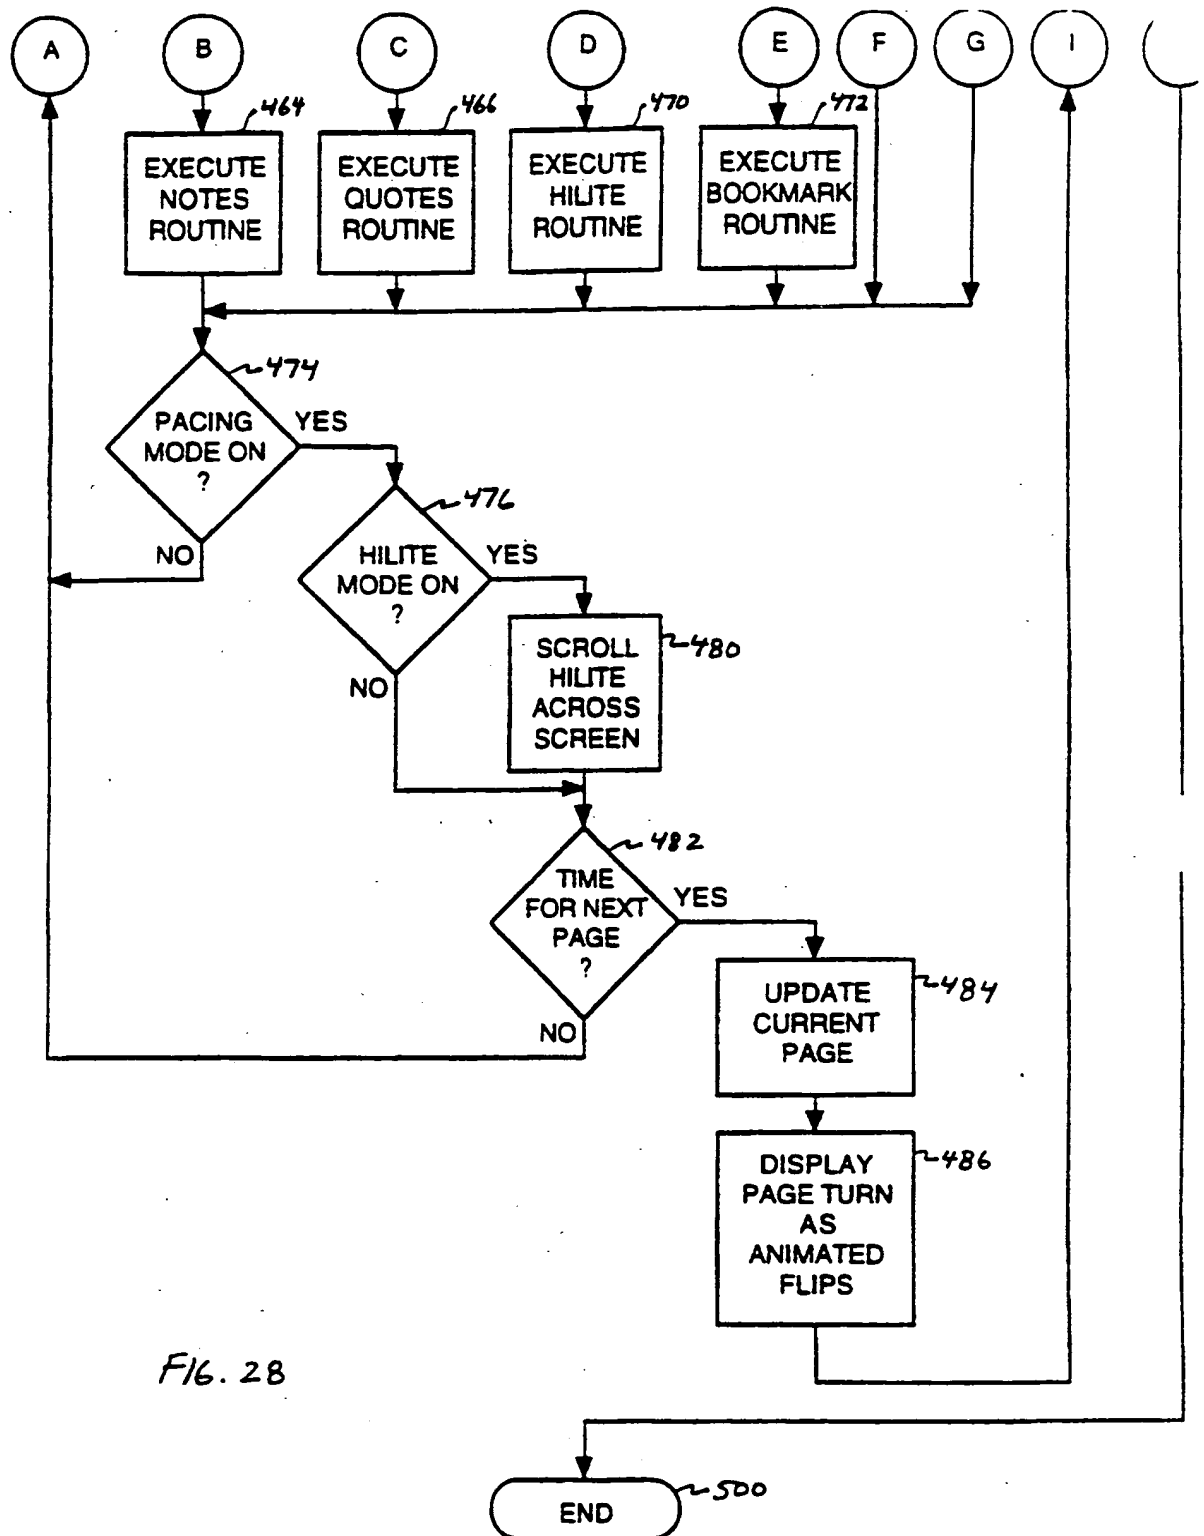 A
B
C
D
E
F
G
I
464
466
470
472
EXECUTE
NOTES
ROUTINE
EXECUTE
QUOTES
ROUTINE
EXECUTE
HILITE
ROUTINE
EXECUTE
BOOKMARK
ROUTINE
474
PACING
MODE ON
?
YES
NO
476
HILITE
MODE ON
?
YES
NO
480
SCROLL
HILITE
ACROSS
SCREEN
482
TIME
FOR NEXT
PAGE
?
YES
NO
484
UPDATE
CURRENT
PAGE
486
DISPLAY
PAGE TURN
AS
ANIMATED
FLIPS
FIG. 28
500
END